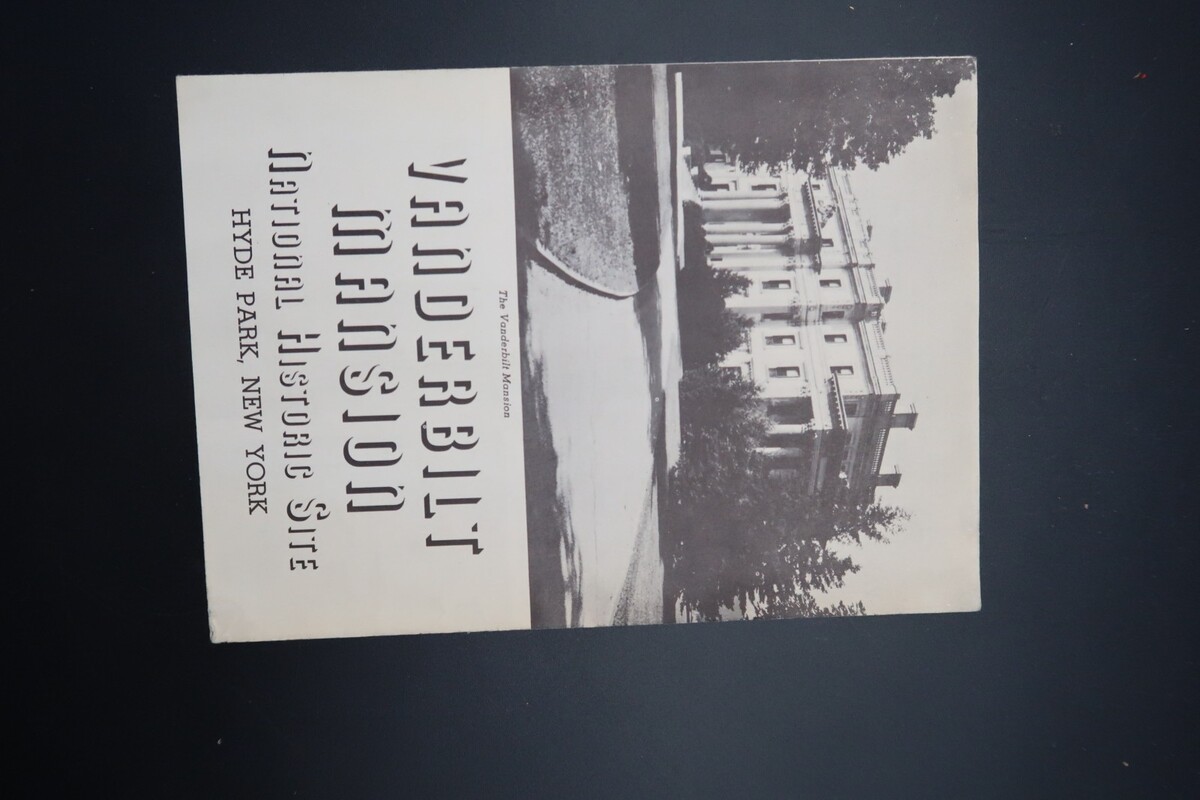 The Vanderbilt Mansion
VANDERBILT
MANSION
NATIONAL HISTORIC SITE
HYDE PARK, NEW YORK